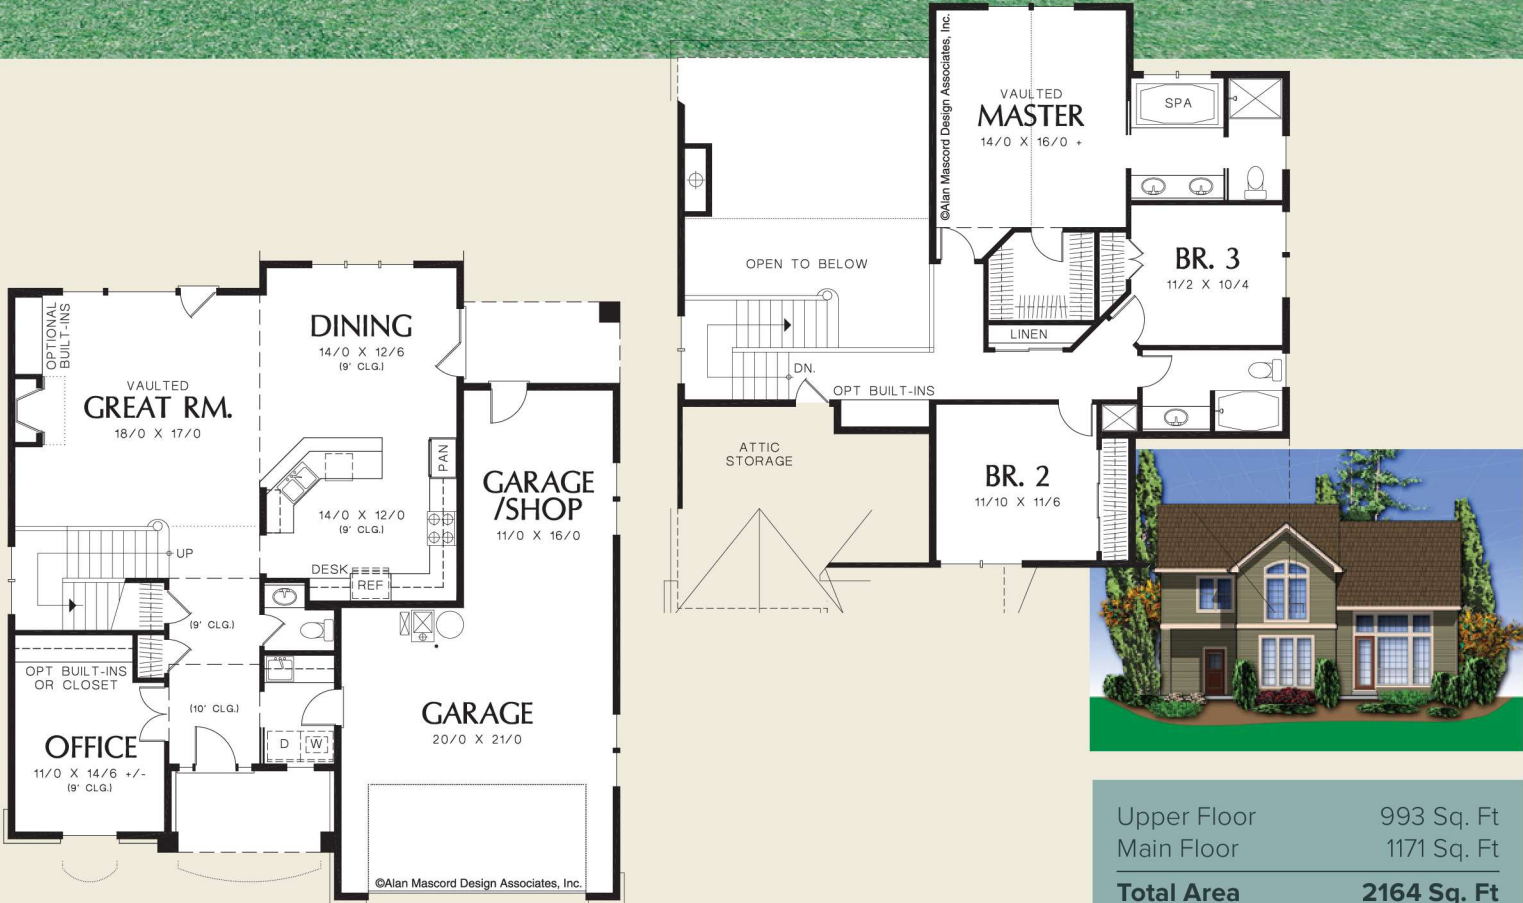 OPTIONAL
BUILT-INS
VAULTED
GREAT RM.
18/0 X 17/0
DINING
14/0 X 12/6
(9' CLG.)
PAN
14/0 X 12/0
(9' CLG.)
DESK
REF
UP
(9' CLG.)
OPT BUILT-INS
OR CLOSET
(10' CLG.)
OFFICE
11/0 X 14/6 +/-
(9' CLG.)
D
W
GARAGE
/SHOP
11/0 X 16/0
GARAGE
20/0 X 21/0
©Alan Mascord Design Associates, Inc.
©Alan Mascord Design Associates, Inc.
VAULTED
MASTER
14/0 X 16/0 +
SPA
BR. 3
11/2 X 10/4
OPEN TO BELOW
LINEN
DN.
OPT BUILT-INS
ATTIC
STORAGE
BR. 2
11/10 X 11/6
Upper Floor 993 Sq. Ft
Main Floor 1171 Sq. Ft
Total Area 2164 Sq. Ft